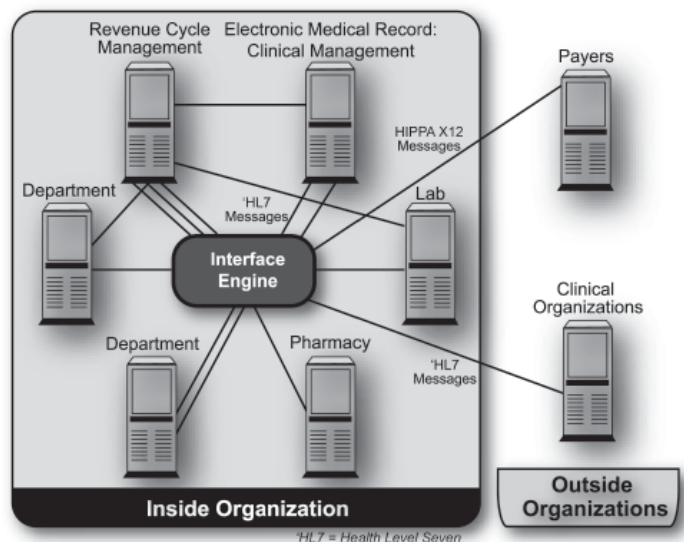 Revenue Cycle
Management
Electronic Medical Record:
Clinical Management
Payers
HIPPA X12
Messages
Department
'HL7
Messages
Lab
Interface
Engine
Clinical
Organizations
Department
Pharmacy
'HL7
Messages
Inside Organization
Outside
Organizations
'HL7 = Health Level Seven